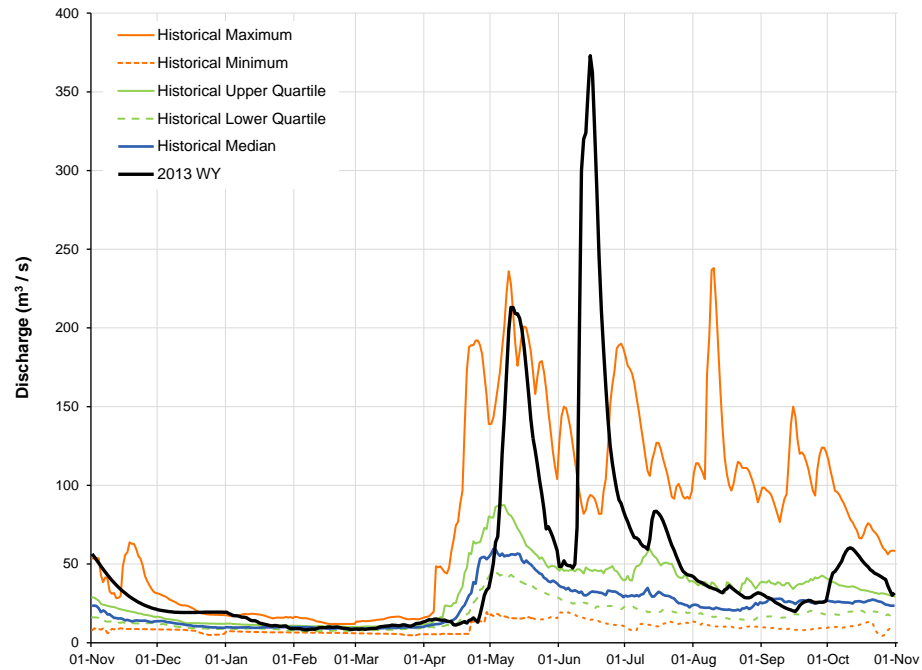 400
350
300
250
200
150
100
50
0
Discharge (m³ / s)
Historical Maximum
Historical Minimum
Historical Upper Quartile
Historical Lower Quartile
Historical Median
2013 WY
01-Nov 01-Dec 01-Jan 01-Feb 01-Mar 01-Apr 01-May 01-Jun 01-Jul 01-Aug 01-Sep 01-Oct 01-Nov